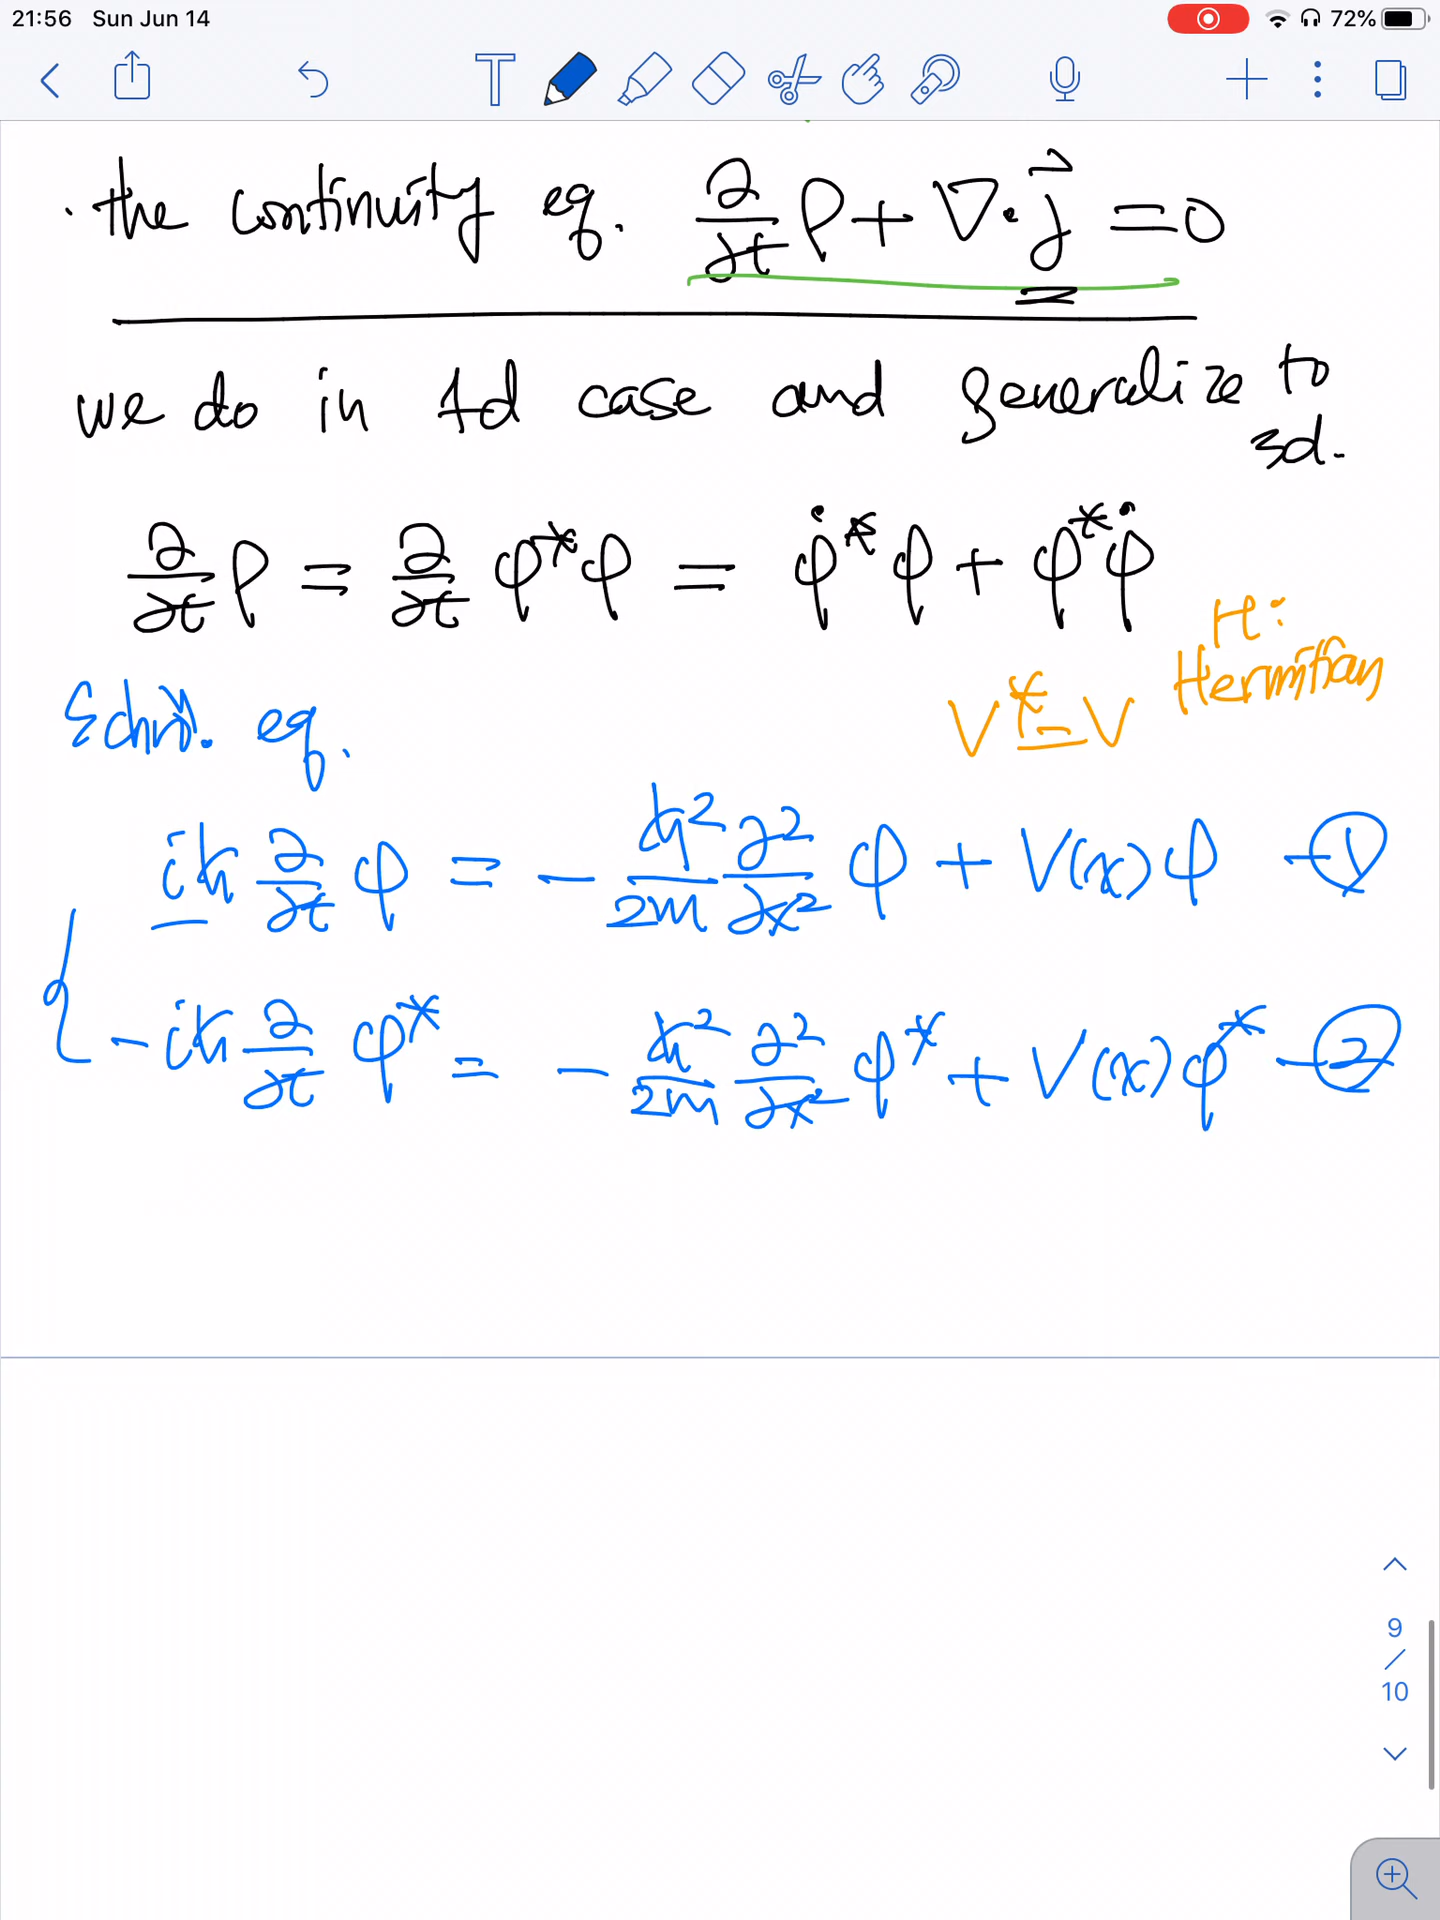 21:56 Sun Jun 14 72%
T
· the continuity eq. ∂/∂t ρ + ∇·j⃗ = 0
we do in 1d case and generalize to
3d.
∂/∂t ρ = ∂/∂t φ*φ = φ̇*φ + φ*φ̇
H:
Hermitian
V* = V
Schrö. eq.
iħ ∂/∂t φ = - ħ²/2m ∂²/∂x² φ + V(x)φ -①
-iħ ∂/∂t φ* = - ħ²/2m ∂²/∂x² φ* + V(x)φ* -②
9
/
10